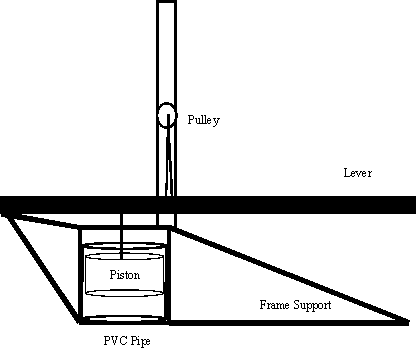 Pulley
Lever
Piston
Frame Support
PVC Pipe